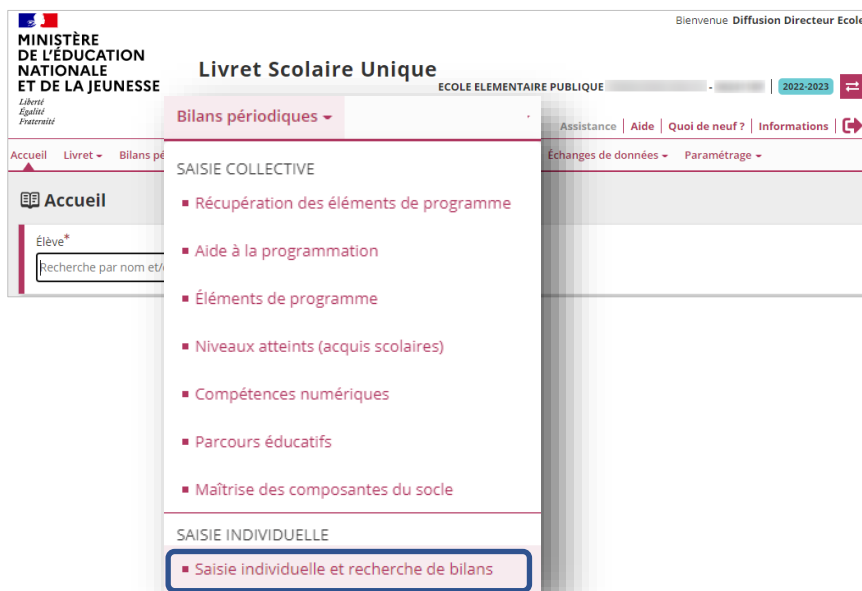 Bienvenue Diffusion Directeur Ecole
MINISTÈRE
DE L'ÉDUCATION
NATIONALE
ET DE LA JEUNESSE
Liberté
Égalité
Fraternité
Livret Scolaire Unique
ECOLE ELEMENTAIRE PUBLIQUE - 2022-2023
Assistance | Aide | Quoi de neuf ? | Informations
Accueil Livret Bilans pé
Échanges de données Paramétrage
Accueil
Élève*
Recherche par nom et/
Bilans périodiques
SAISIE COLLECTIVE
Récupération des éléments de programme
Aide à la programmation
Éléments de programme
Niveaux atteints (acquis scolaires)
Compétences numériques
Parcours éducatifs
Maîtrise des composantes du socle
SAISIE INDIVIDUELLE
Saisie individuelle et recherche de bilans